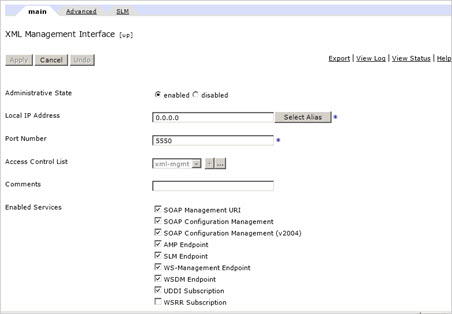 main Advanced SLM
XML Management Interface [up]
Apply Cancel Undo Export | View Log | View Status | Help
Administrative State enabled disabled
Local IP Address 0.0.0.0 Select Alias *
Port Number 5550 *
Access Control List xml-mgmt + ...
Comments
Enabled Services
SOAP Management URI
SOAP Configuration Management
SOAP Configuration Management (v2004)
AMP Endpoint
SLM Endpoint
WS-Management Endpoint
WSDM Endpoint
UDDI Subscription
WSRR Subscription